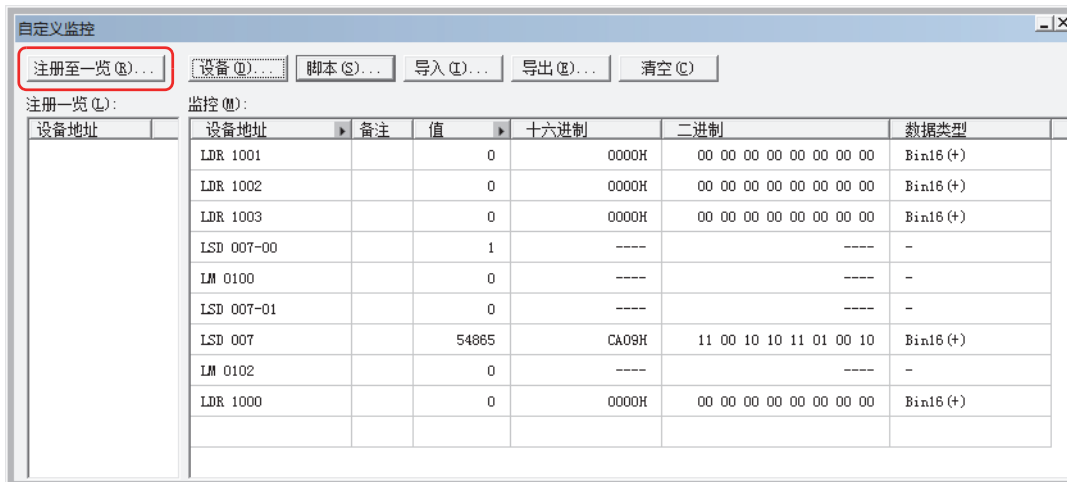 自定义监控
注册至一览(R)... 设备(D)... 脚本(S)... 导入(I)... 导出(E)... 清空(C)
注册一览(L): 监控(M):
设备地址 设备地址 备注 值 十六进制 二进制 数据类型
LDR 1001 0 0000H 00 00 00 00 00 00 00 00 Bin16(+)
LDR 1002 0 0000H 00 00 00 00 00 00 00 00 Bin16(+)
LDR 1003 0 0000H 00 00 00 00 00 00 00 00 Bin16(+)
LSD 007-00 1 ---- ---- -
LM 0100 0 ---- ---- -
LSD 007-01 0 ---- ---- -
LSD 007 54865 CA09H 11 00 10 10 11 01 00 10 Bin16(+)
LM 0102 0 ---- ---- -
LDR 1000 0 0000H 00 00 00 00 00 00 00 00 Bin16(+)